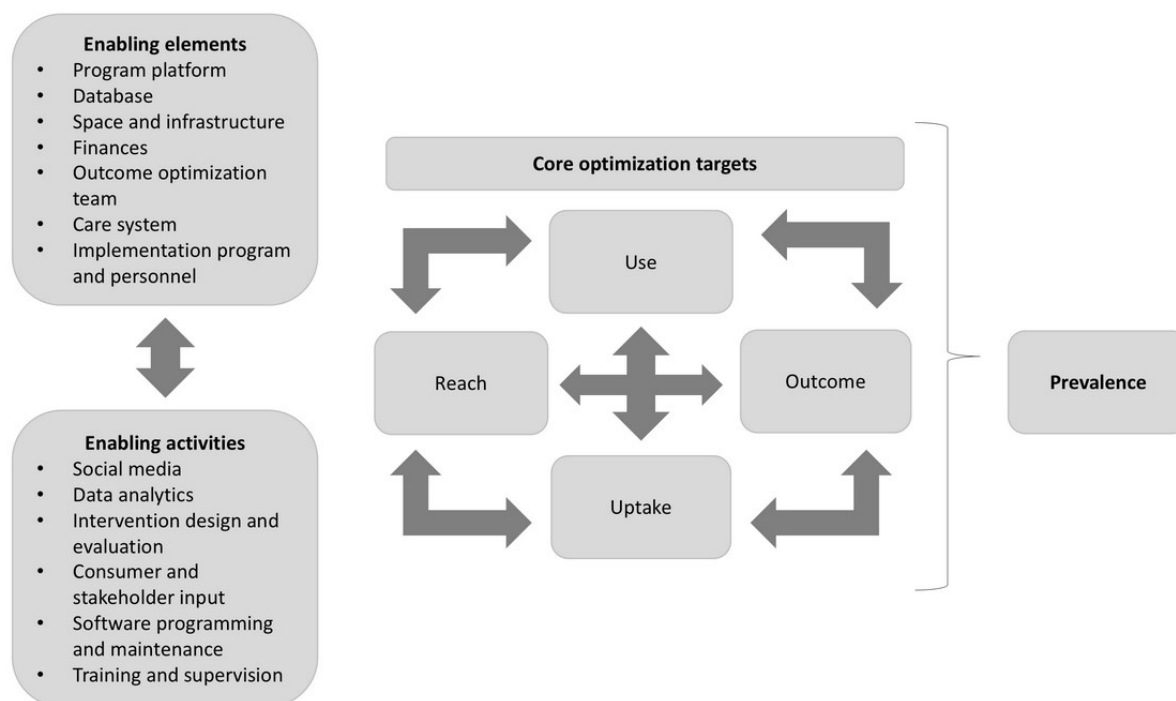 Enabling elements
• Program platform
• Database
• Space and infrastructure
• Finances
• Outcome optimization
team
• Care system
• Implementation program
and personnel
Enabling activities
• Social media
• Data analytics
• Intervention design and
evaluation
• Consumer and
stakeholder input
• Software programming
and maintenance
• Training and supervision
Core optimization targets
Use
Reach
Outcome
Uptake
Prevalence